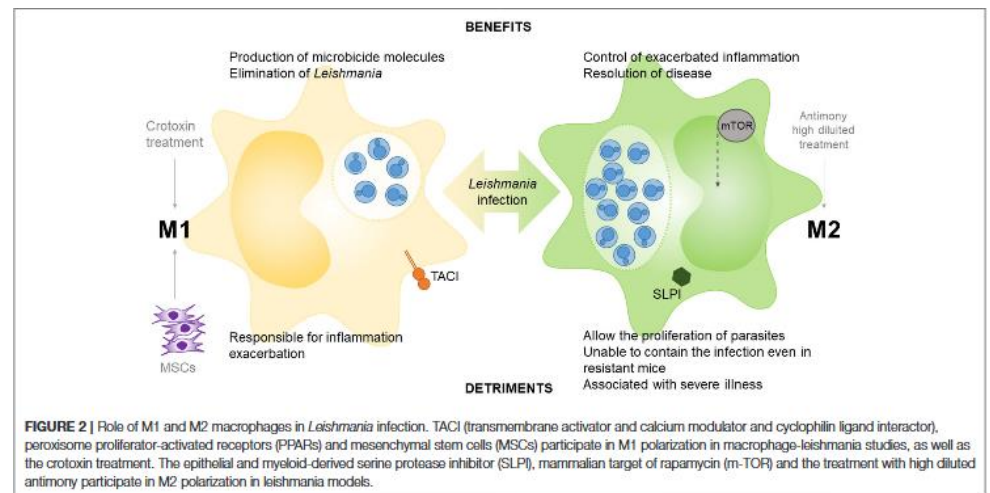 BENEFITS
Production of microbicide molecules
Elimination of Leishmania
Control of exacerbated inflammation
Resolution of disease
Crotoxin
treatment
mTOR
Antimony
high diluted
treatment
Leishmania
infection
M1
M2
TACI
SLPI
MSCs
Responsible for inflammation
exacerbation
Allow the proliferation of parasites
Unable to contain the infection even in
resistant mice
Associated with severe illness
DETRIMENTS
FIGURE 2 | Role of M1 and M2 macrophages in Leishmania infection. TACI (transmembrane activator and calcium modulator and cyclophilin ligand interactor),
peroxisome proliferator-activated receptors (PPARs) and mesenchymal stem cells (MSCs) participate in M1 polarization in macrophage-leishmania studies, as well as
the crotoxin treatment. The epithelial and myeloid-derived serine protease inhibitor (SLPI), mammalian target of rapamycin (m-TOR) and the treatment with high diluted
antimony participate in M2 polarization in leishmania models.